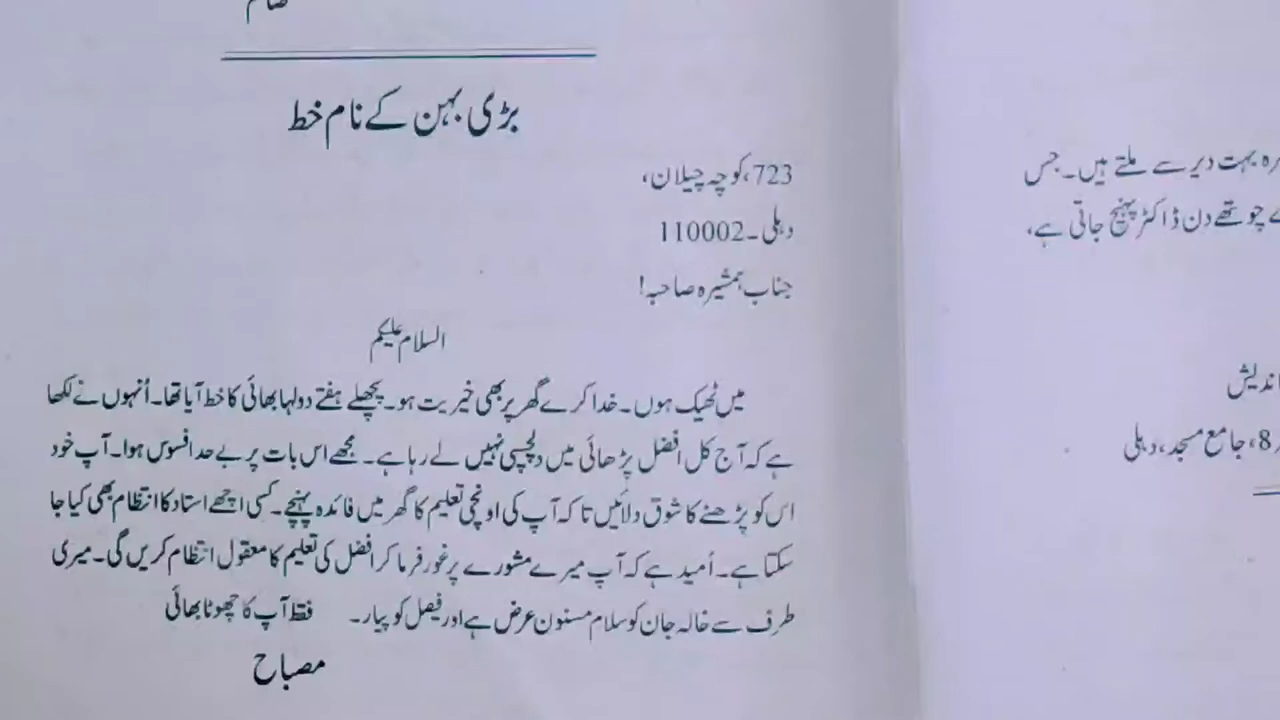 بڑی بہن کے نام خط
723، کوچہ چیلان،
دہلی۔110002
جناب ہمشیرہ صاحبہ!
السلام علیکم
میں ٹھیک ہوں۔ خدا کرے گھر پر بھی خیریت ہو۔ پچھلے ہفتے دولہا بھائی کا خط آیا تھا۔ اُنہوں نے لکھا
ہے کہ آج کل افضل پڑھائی میں دلچسپی نہیں لے رہا ہے۔ مجھے اس بات پر بے حد افسوس ہوا۔ آپ خود
اس کو پڑھنے کا شوق دلائیں تاکہ آپ کی اونچی تعلیم کا گھر میں فائدہ پہنچے۔ کسی اچھے استاد کا انتظام بھی کیا جا
سکتا ہے۔ اُمید ہے کہ آپ میرے مشورے پر غور فرما کر افضل کی تعلیم کا معقول انتظام کریں گی۔ میری
طرف سے خالہ جان کو سلام مسنون عرض ہے اور فیصل کو پیار۔ فقط آپ کا چھوٹا بھائی
مصباح
بہت دیر سے ملتے ہیں۔ جس
چوتھے دن ڈاکٹر پہنچ جاتی ہے،
اندیش
8، جامع مسجد، دہلی